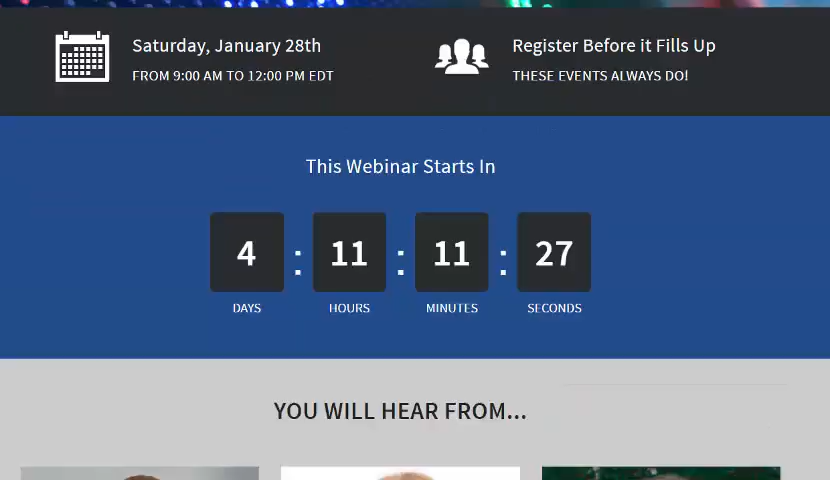 Saturday, January 28th
FROM 9:00 AM TO 12:00 PM EDT
Register Before it Fills Up
THESE EVENTS ALWAYS DO!
This Webinar Starts In
4 : 11 : 11 : 27
DAYS HOURS MINUTES SECONDS
YOU WILL HEAR FROM...